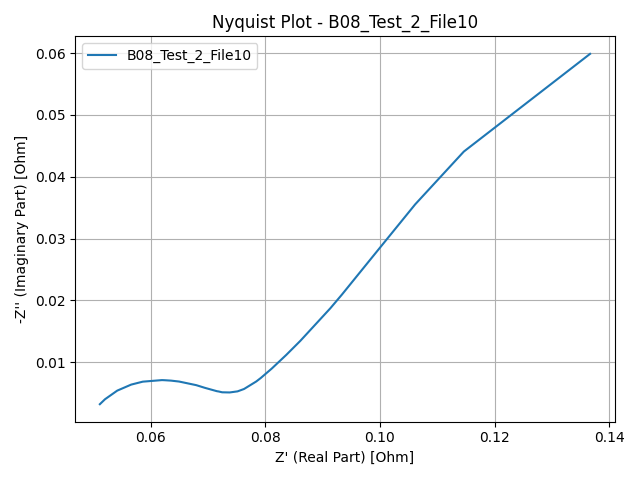 Nyquist Plot - B08_Test_2_File10
B08_Test_2_File10
-Z'' (Imaginary Part) [Ohm]
0.06
0.05
0.04
0.03
0.02
0.01
0.06 0.08 0.10 0.12 0.14
Z' (Real Part) [Ohm]